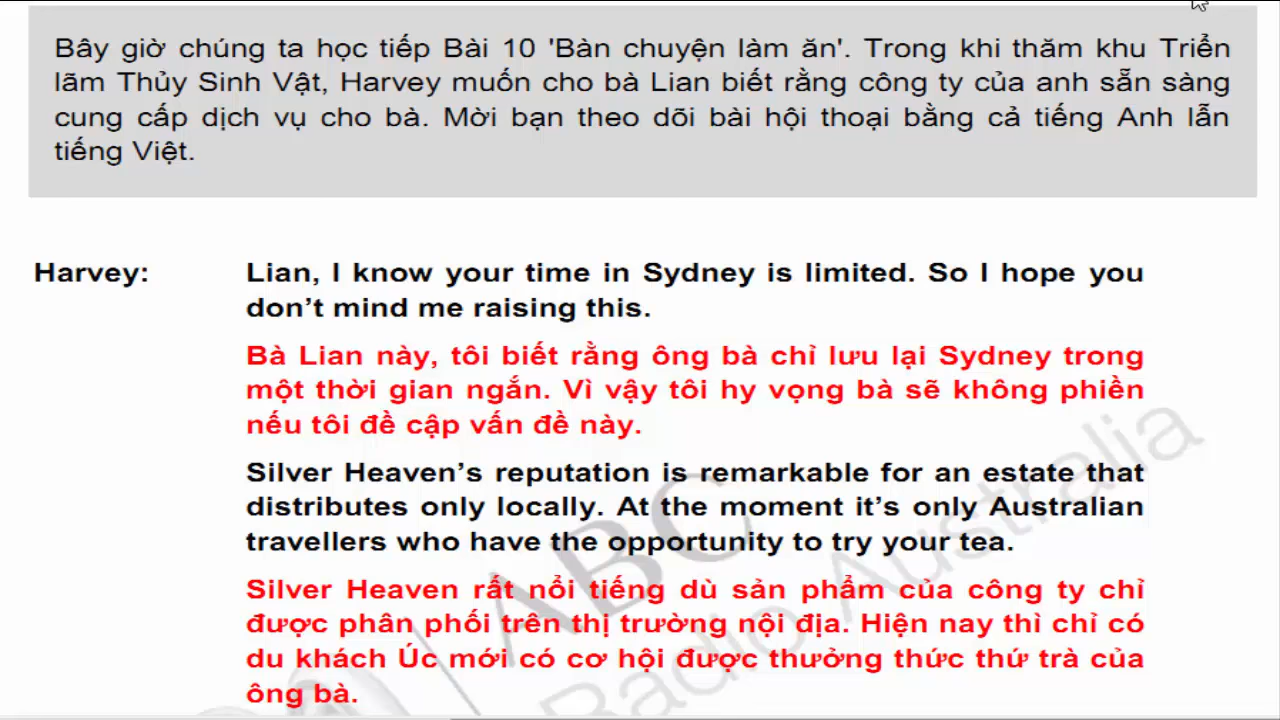 Bây giờ chúng ta học tiếp Bài 10 'Bàn chuyện làm ăn'. Trong khi thăm khu Triển
lãm Thủy Sinh Vật, Harvey muốn cho bà Lian biết rằng công ty của anh sẵn sàng
cung cấp dịch vụ cho bà. Mời bạn theo dõi bài hội thoại bằng cả tiếng Anh lẫn
tiếng Việt.
Harvey: Lian, I know your time in Sydney is limited. So I hope you
don’t mind me raising this.
Bà Lian này, tôi biết rằng ông bà chỉ lưu lại Sydney trong
một thời gian ngắn. Vì vậy tôi hy vọng bà sẽ không phiền
nếu tôi đề cập vấn đề này.
Silver Heaven’s reputation is remarkable for an estate that
distributes only locally. At the moment it’s only Australian
travellers who have the opportunity to try your tea.
Silver Heaven rất nổi tiếng dù sản phẩm của công ty chỉ
được phân phối trên thị trường nội địa. Hiện nay thì chỉ có
du khách Úc mới có cơ hội được thưởng thức thứ trà của
ông bà.
ABC
Radio Australia